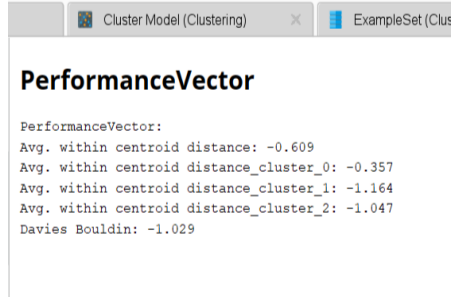 Cluster Model (Clustering)
ExampleSet (Clus
PerformanceVector
PerformanceVector:
Avg. within centroid distance: -0.609
Avg. within centroid distance_cluster_0: -0.357
Avg. within centroid distance_cluster_1: -1.164
Avg. within centroid distance_cluster_2: -1.047
Davies Bouldin: -1.029